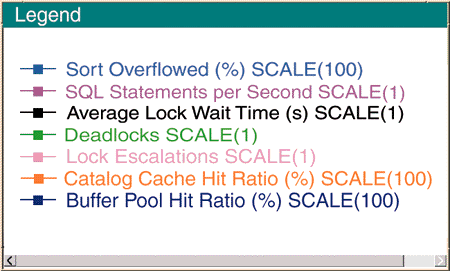 Legend
Sort Overflowed (%) SCALE(100)
SQL Statements per Second SCALE(1)
Average Lock Wait Time (s) SCALE(1)
Deadlocks SCALE(1)
Lock Escalations SCALE(1)
Catalog Cache Hit Ratio (%) SCALE(100)
Buffer Pool Hit Ratio (%) SCALE(100)